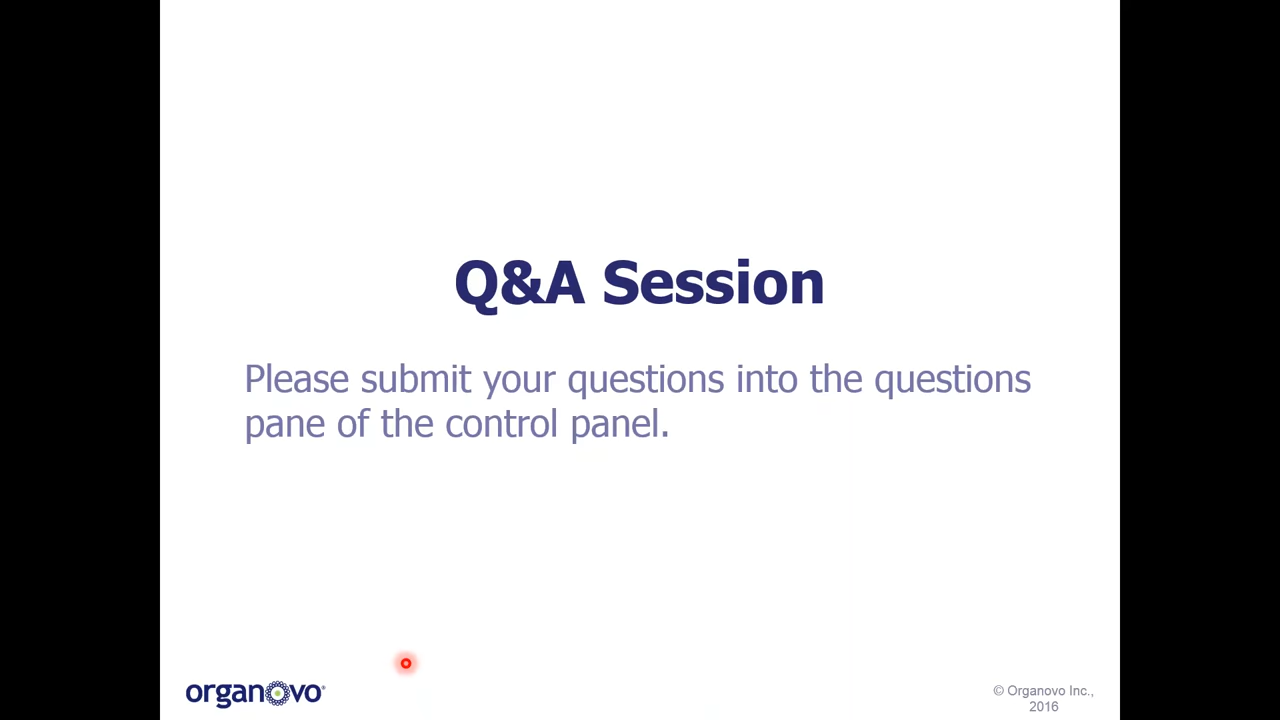 Q&A Session
Please submit your questions into the questions
pane of the control panel.
organovo®
© Organovo Inc.,
2016